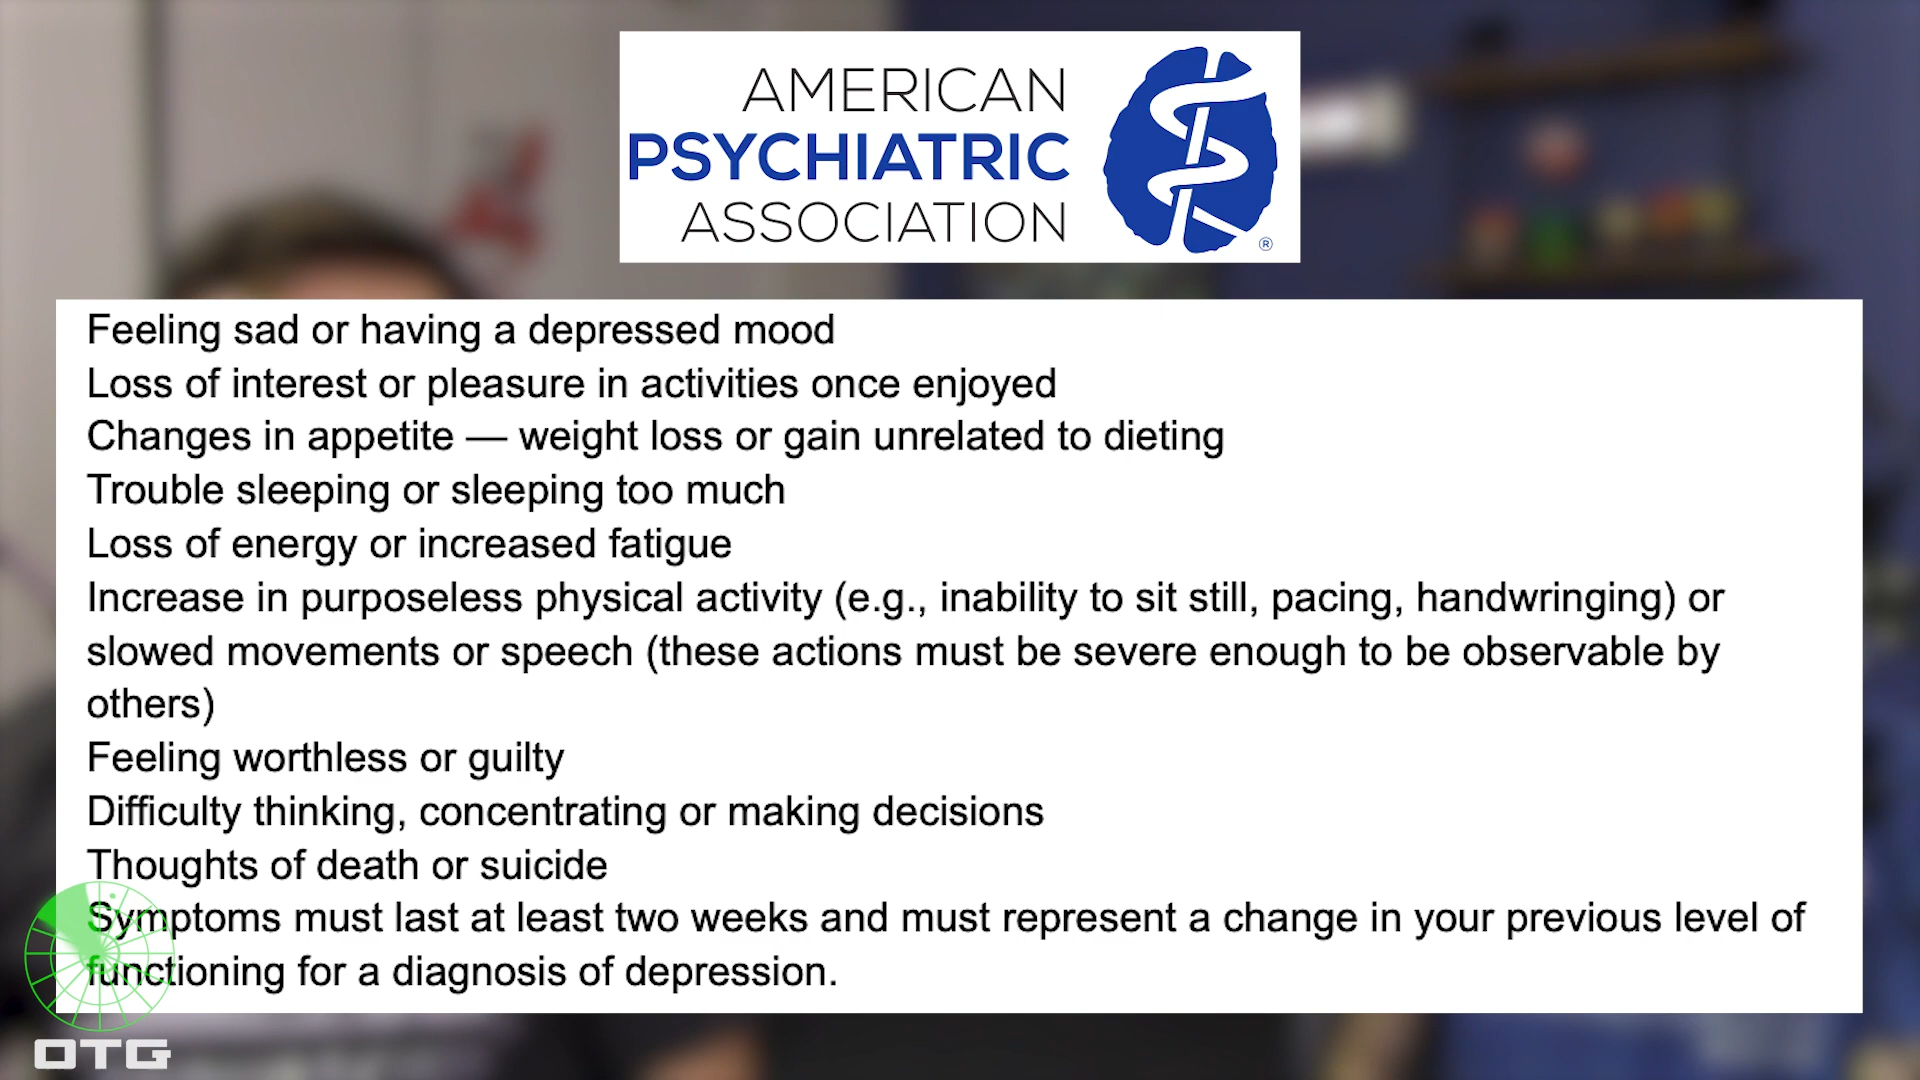 AMERICAN
PSYCHIATRIC
ASSOCIATION
®
Feeling sad or having a depressed mood
Loss of interest or pleasure in activities once enjoyed
Changes in appetite — weight loss or gain unrelated to dieting
Trouble sleeping or sleeping too much
Loss of energy or increased fatigue
Increase in purposeless physical activity (e.g., inability to sit still, pacing, handwringing) or
slowed movements or speech (these actions must be severe enough to be observable by
others)
Feeling worthless or guilty
Difficulty thinking, concentrating or making decisions
Thoughts of death or suicide
Symptoms must last at least two weeks and must represent a change in your previous level of
functioning for a diagnosis of depression.
OTG